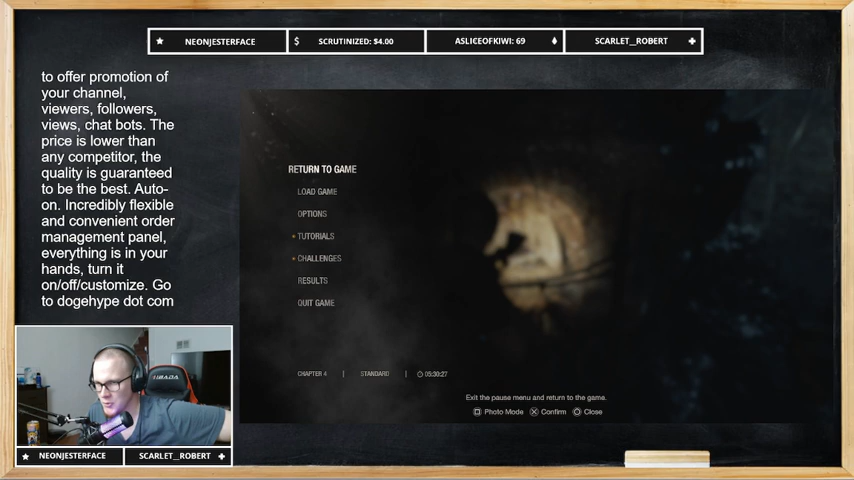 NEONJESTERFACE
$ SCRUTINIZED: $4.00
ASLICEOFKIWI: 69
SCARLET__ROBERT
to offer promotion of
your channel,
viewers, followers,
views, chat bots. The
price is lower than
any competitor, the
quality is guaranteed
to be the best. Auto-
on. Incredibly flexible
and convenient order
management panel,
everything is in your
hands, turn it
on/off/customize. Go
to dogehype dot com
RETURN TO GAME
LOAD GAME
OPTIONS
TUTORIALS
CHALLENGES
RESULTS
QUIT GAME
CHAPTER 4 | STANDARD | 05:30:27
Exit the pause menu and return to the game.
Photo Mode Confirm Close
HBADA
NEONJESTERFACE
SCARLET__ROBERT